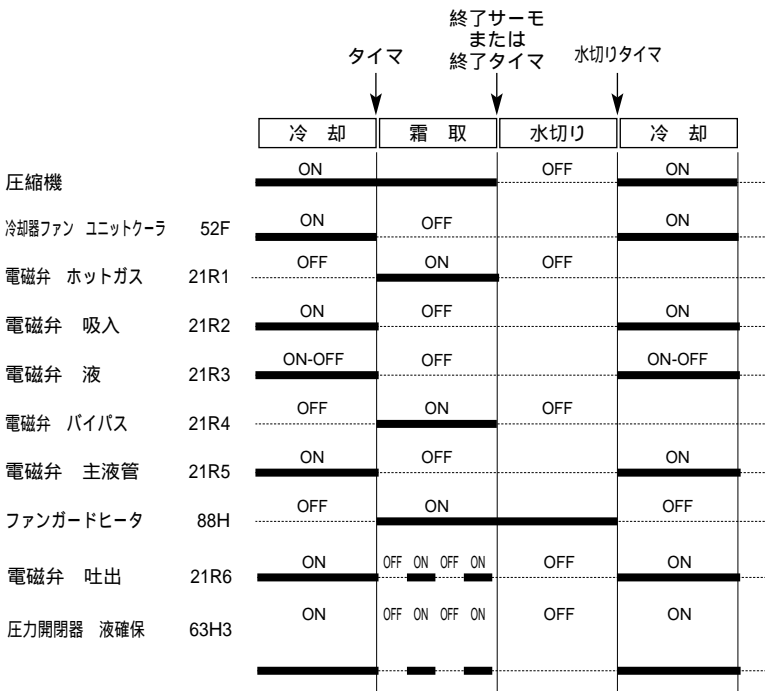 終了サーモ
または
タイマ 終了タイマ 水切りタイマ
冷 却 霜 取 水切り 冷 却
圧縮機 ON OFF ON
冷却器ファン ユニットクーラ 52F ON OFF ON
電磁弁 ホットガス 21R1 OFF ON OFF
電磁弁 吸入 21R2 ON OFF ON
電磁弁 液 21R3 ON-OFF OFF ON-OFF
電磁弁 バイパス 21R4 OFF ON OFF
電磁弁 主液管 21R5 ON OFF ON
ファンガードヒータ 88H OFF ON OFF
電磁弁 吐出 21R6 ON OFF ON OFF ON OFF ON
圧力開閉器 液確保 63H3 ON OFF ON OFF ON OFF ON